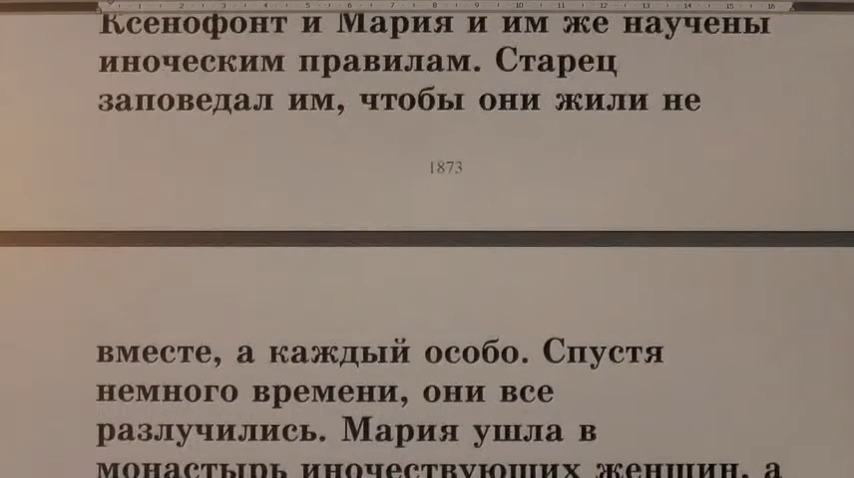 Ксенофонт и Мария и им же научены
иноческим правилам. Старец
заповедал им, чтобы они жили не
1873
вместе, а каждый особо. Спустя
немного времени, они все
разлучились. Мария ушла в
монастырь иночествующих женщин, а